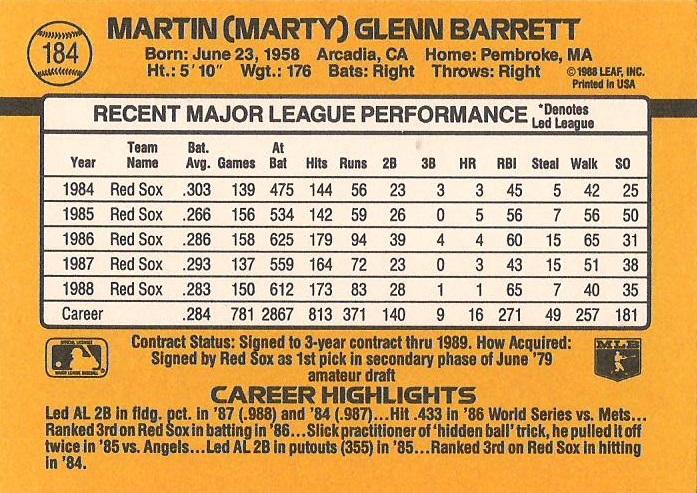 184
MARTIN (MARTY) GLENN BARRETT
Born: June 23, 1958 Arcadia, CA Home: Pembroke, MA
Ht.: 5' 10" Wgt.: 176 Bats: Right Throws: Right
©1988 LEAF, INC.
Printed in USA
RECENT MAJOR LEAGUE PERFORMANCE *Denotes Led League
Year Team Name Bat. Avg. Games At Bat Hits Runs 2B 3B HR RBI Steal Walk SO
1984 Red Sox .303 139 475 144 56 23 3 3 45 5 42 25
1985 Red Sox .266 156 534 142 59 26 0 5 56 7 56 50
1986 Red Sox .286 158 625 179 94 39 4 4 60 15 65 31
1987 Red Sox .293 137 559 164 72 23 0 3 43 15 51 38
1988 Red Sox .283 150 612 173 83 28 1 1 65 7 40 35
Career .284 781 2867 813 371 140 9 16 271 49 257 181
Contract Status: Signed to 3-year contract thru 1989. How Acquired:
Signed by Red Sox as 1st pick in secondary phase of June '79
amateur draft
MLB
CAREER HIGHLIGHTS
Led AL 2B in fldg. pct. in '87 (.988) and '84 (.987)...Hit .433 in '86 World Series vs. Mets...
Ranked 3rd on Red Sox in batting in '86...Slick practitioner of 'hidden ball' trick, he pulled it off
twice in '85 vs. Angels...Led AL 2B in putouts (355) in '85...Ranked 3rd on Red Sox in hitting
in '84.